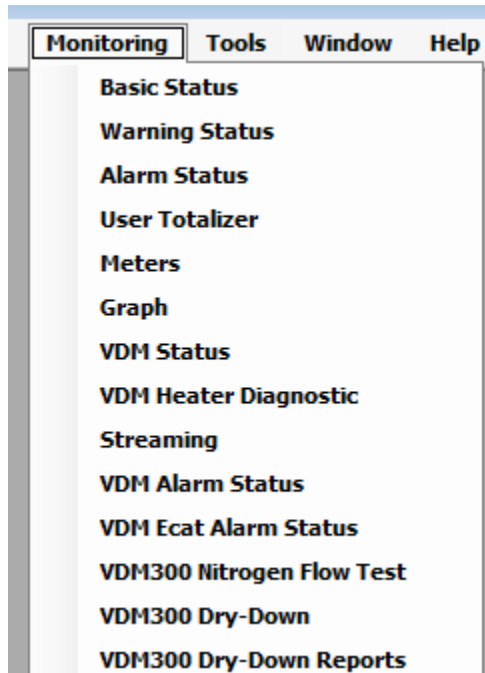 Monitoring Tools Window Help
Basic Status
Warning Status
Alarm Status
User Totalizer
Meters
Graph
VDM Status
VDM Heater Diagnostic
Streaming
VDM Alarm Status
VDM Ecat Alarm Status
VDM300 Nitrogen Flow Test
VDM300 Dry-Down
VDM300 Dry-Down Reports